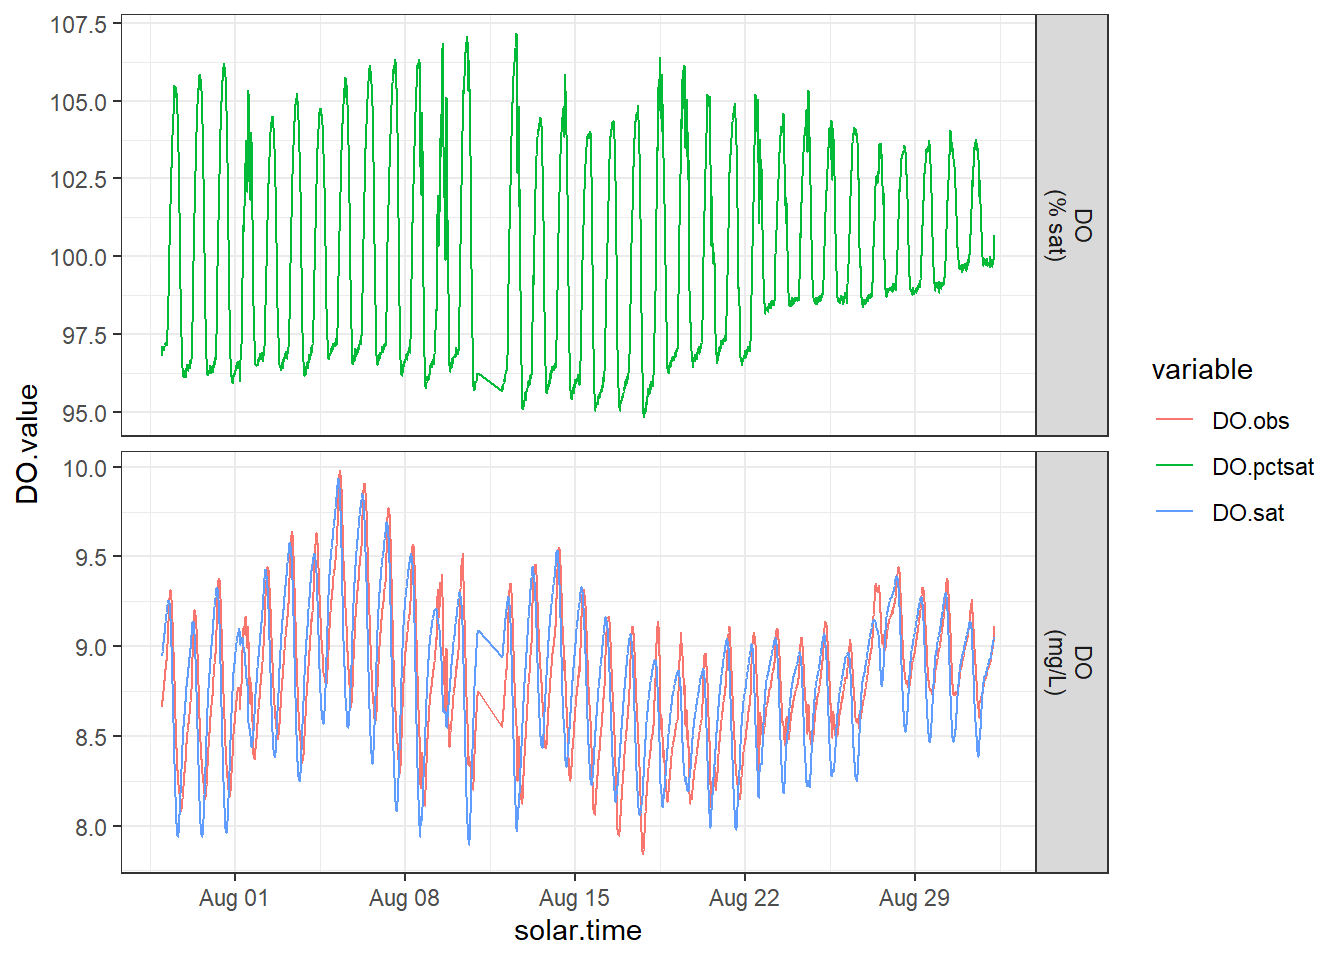 107.5
105.0
102.5
100.0
97.5
95.0
DO
(% sat)
DO.value
10.0
9.5
9.0
8.5
8.0
DO
(mg/L)
Aug 01
Aug 08
Aug 15
Aug 22
Aug 29
solar.time
variable
DO.obs
DO.pctsat
DO.sat